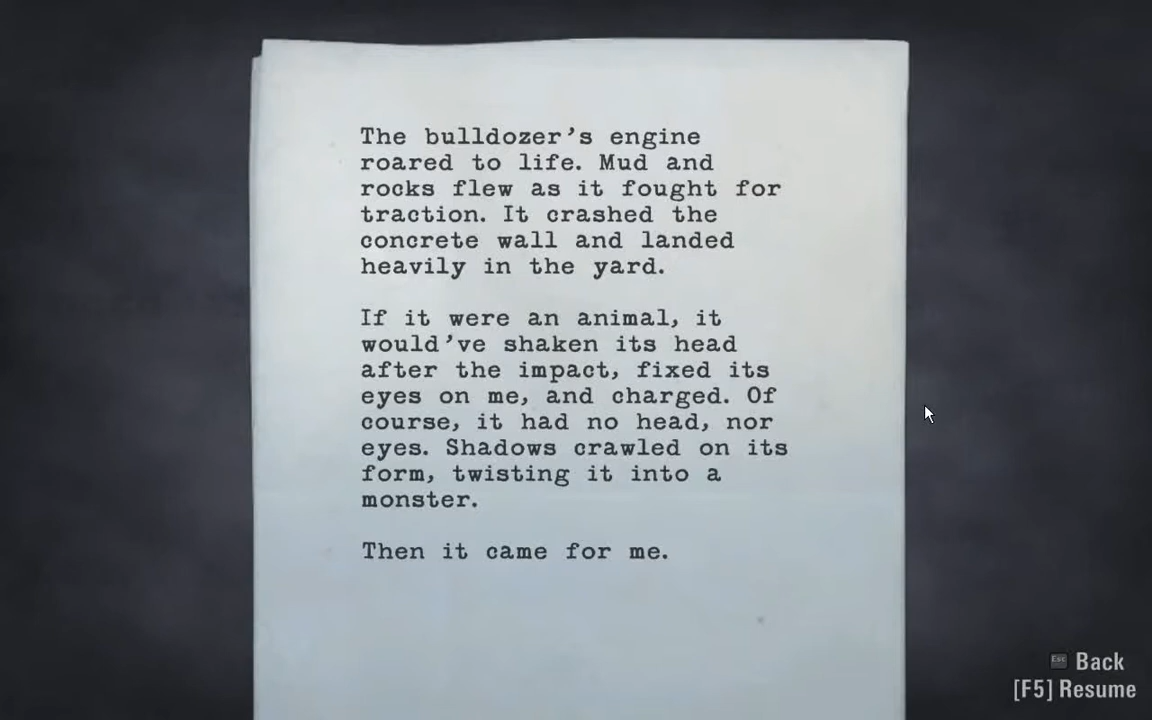 The bulldozer’s engine
roared to life. Mud and
rocks flew as it fought for
traction. It crashed the
concrete wall and landed
heavily in the yard.
If it were an animal, it
would’ve shaken its head
after the impact, fixed its
eyes on me, and charged. Of
course, it had no head, nor
eyes. Shadows crawled on its
form, twisting it into a
monster.
Then it came for me.
Esc Back
[F5] Resume